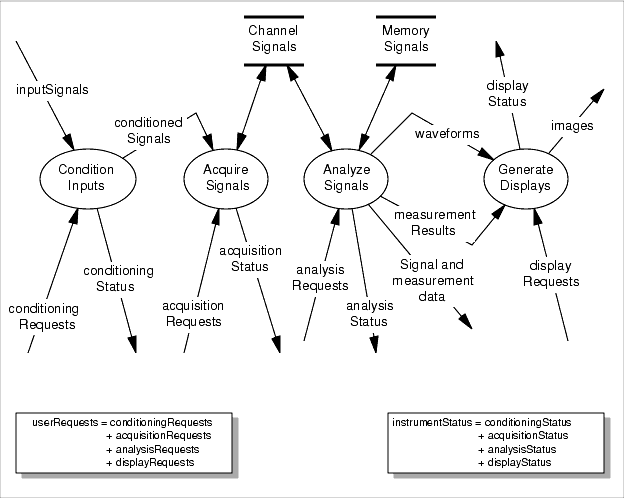 Channel
Signals
Memory
Signals
inputSignals
conditioned
Signals
display
Status
images
waveforms
Condition
Inputs
Acquire
Signals
Analyze
Signals
Generate
Displays
measurement
Results
acquisition
Status
conditioning
Status
analysis
Requests
Signal and
measurement
data
display
Requests
conditioning
Requests
acquisition
Requests
analysis
Status
userRequests = conditioningRequests
+ acquisitionRequests
+ analysisRequests
+ displayRequests
instrumentStatus = conditioningStatus
+ acquisitionStatus
+ analysisStatus
+ displayStatus